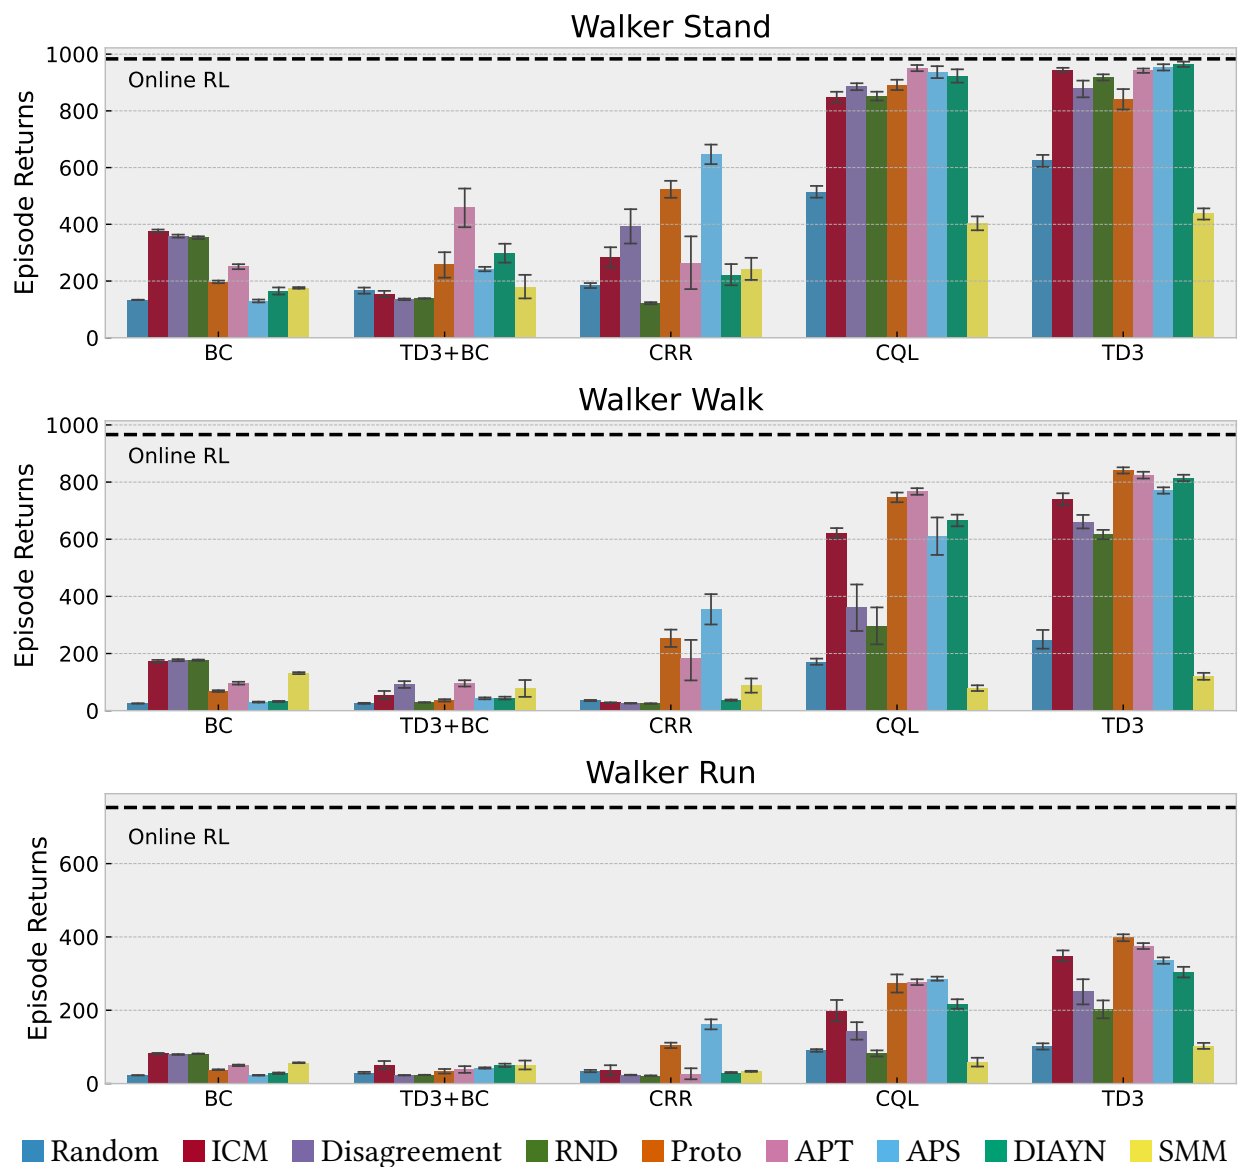 Walker Stand
Episode Returns
1000
800
600
400
200
0
Online RL
BC
TD3+BC
CRR
CQL
TD3
Walker Walk
Episode Returns
1000
800
600
400
200
0
Online RL
BC
TD3+BC
CRR
CQL
TD3
Walker Run
Episode Returns
600
400
200
0
Online RL
BC
TD3+BC
CRR
CQL
TD3
Random ICM Disagreement RND Proto APT APS DIAYN SMM